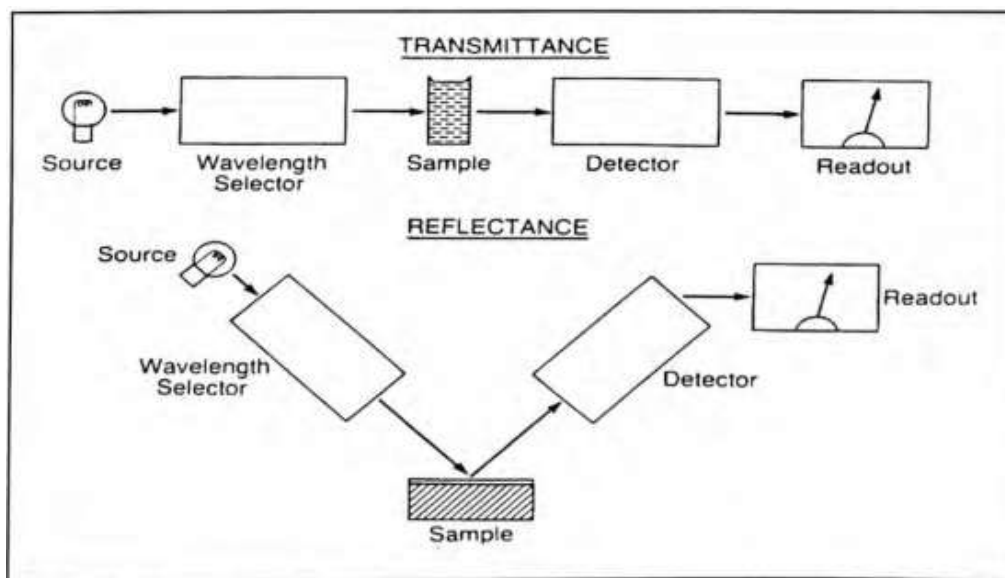 TRANSMITTANCE
Source
Wavelength
Selector
Sample
Detector
Readout
REFLECTANCE
Source
Wavelength
Selector
Sample
Detector
Readout